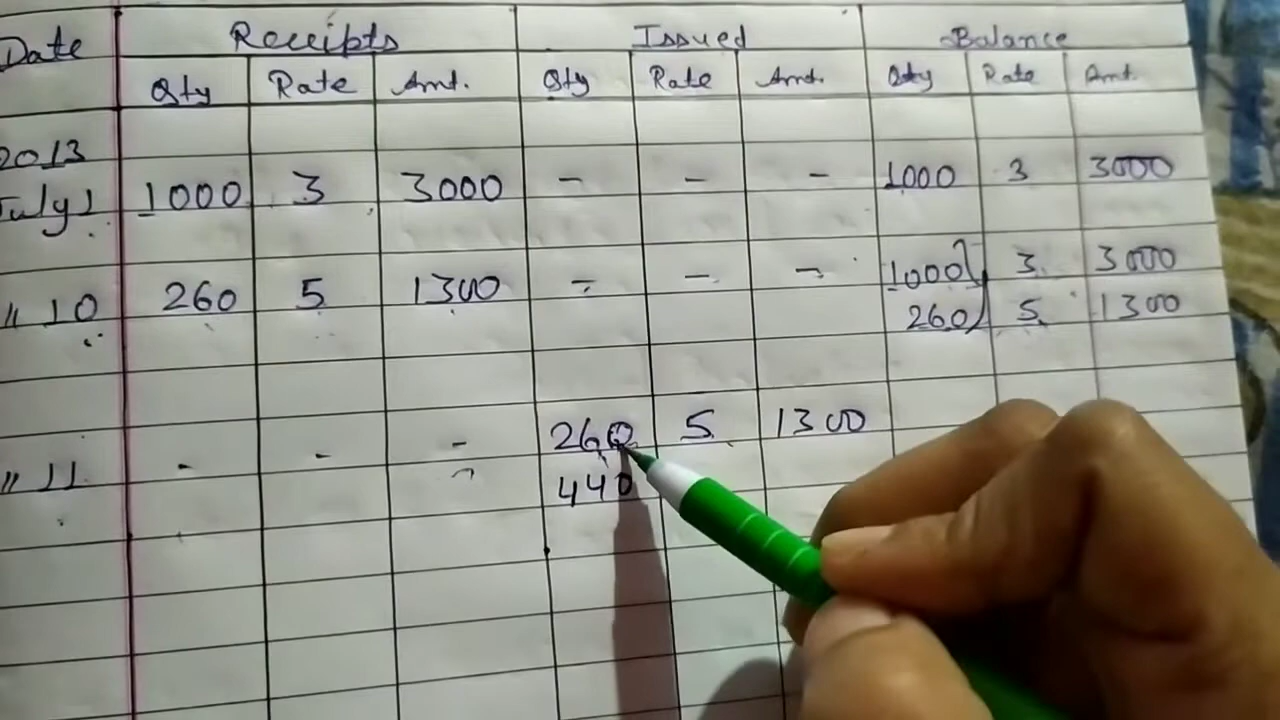 Date Receipts Issued Balance
Qty Rate Amt. Qty Rate Amt. Qty Rate Amt.
2013
July 1 1000 3 3000 - - - 1000 3 3000
1000 3 3000
" 10 260 5 1300 - - - 260 5 1300
260 5 1300
" 11 - - - 440